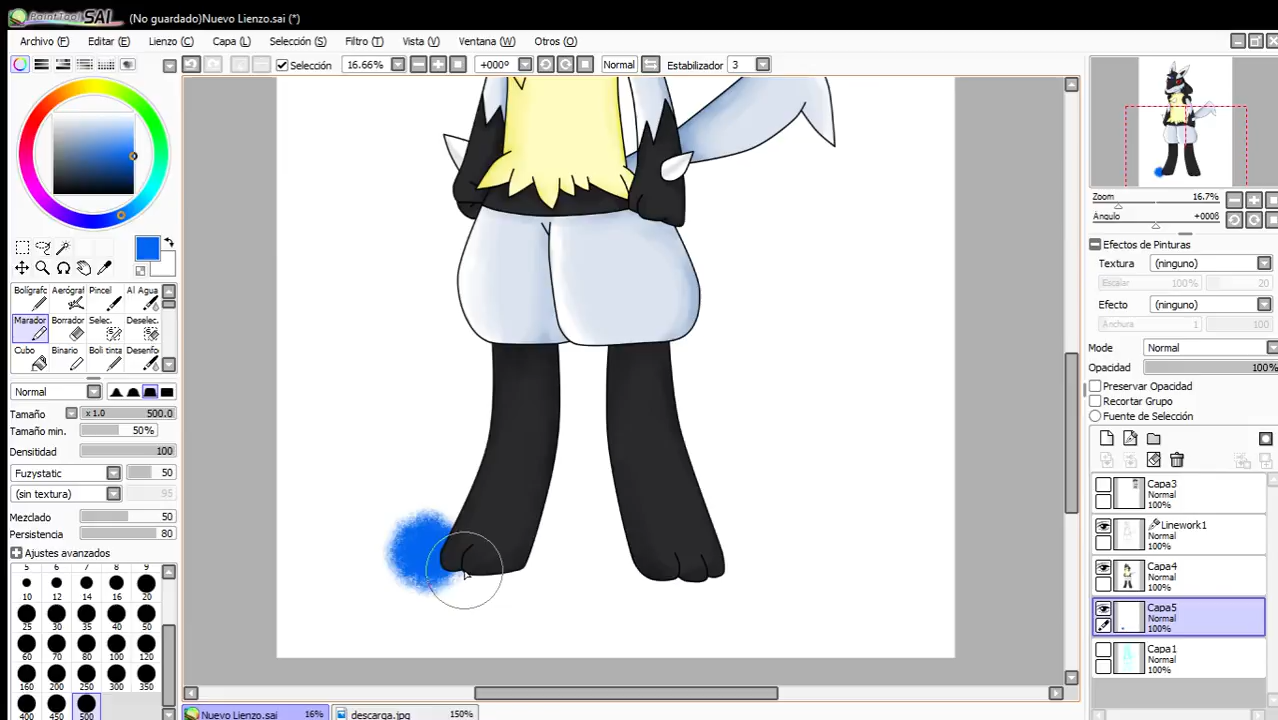 PaintTool SAI (No guardado)Nuevo Lienzo.sai (*)
Archivo (F) Editar (E) Lienzo (C) Capa (L) Selección (S) Filtro (T) Vista (V) Ventana (W) Otros (O)
Selección 16.66% +000° Normal Estabilizador 3
Zoom 16.7%
Ángulo +000ß
Efectos de Pinturas
Textura (ninguno)
Escalar 100% 20
Efecto (ninguno)
Anchura 1 100
Modo Normal
Opacidad 100%
Preservar Opacidad
Recortar Grupo
Fuente de Selección
Capa3
Normal
100%
Linework1
Normal
100%
Capa4
Normal
100%
Capa5
Normal
100%
Capa1
Normal
100%
Bolígrafo Aerógraf Pincel Al Agua
Marador Borrador Selec. Deselec.
Cubo Binario Boli tinta Desenfo
Normal
Tamaño x 1.0 500.0
Tamaño min. 50%
Densitidad 100
Fuzystatic 50
(sin textura) 95
Mezclado 50
Persistencia 80
Ajustes avanzados
5 6 7 8 9
10 12 14 16 20
25 30 35 40 50
60 70 80 100 120
160 200 250 300 350
400 450 500
Nuevo Lienzo.sai 16% descarga.jpg 150%